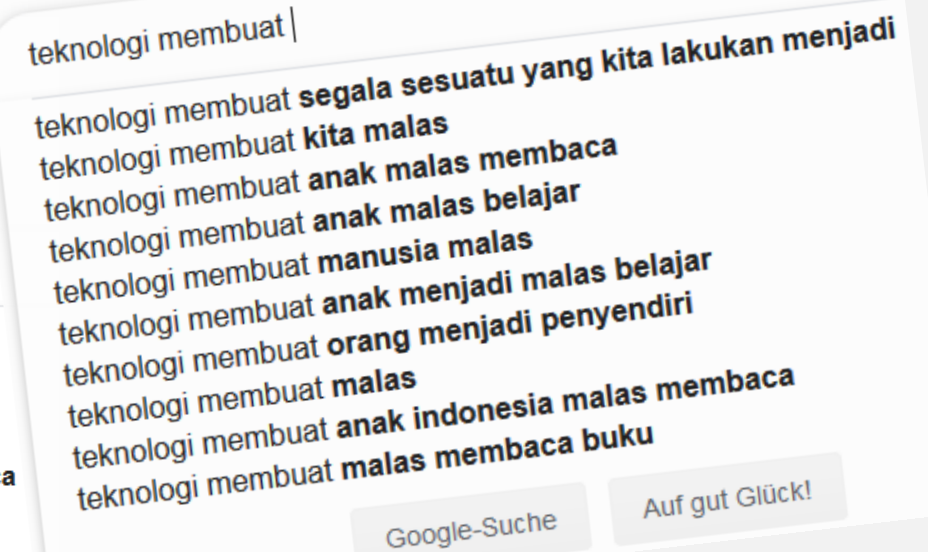 teknologi membuat
teknologi membuat segala sesuatu yang kita lakukan menjadi
teknologi membuat kita malas
teknologi membuat anak malas membaca
teknologi membuat anak malas belajar
teknologi membuat manusia malas
teknologi membuat anak menjadi malas belajar
teknologi membuat orang menjadi penyendiri
teknologi membuat malas
teknologi membuat anak indonesia malas membaca
teknologi membuat malas membaca buku
Google-Suche
Auf gut Glück!